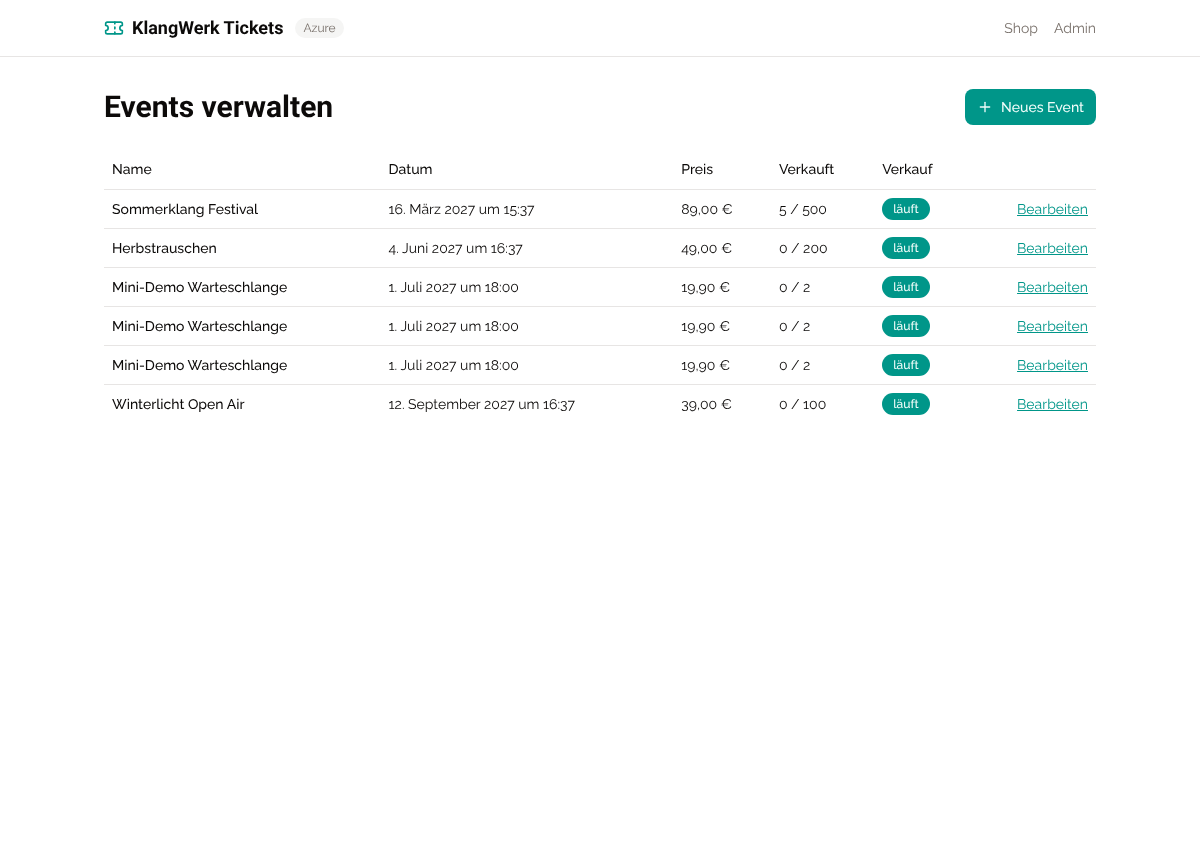 KlangWerk Tickets Azure Shop Admin
Events verwalten + Neues Event
Name Datum Preis Verkauft Verkauf
Sommerklang Festival 16. März 2027 um 15:37 89,00 € 5 / 500 läuft Bearbeiten
Herbstrauschen 4. Juni 2027 um 16:37 49,00 € 0 / 200 läuft Bearbeiten
Mini-Demo Warteschlange 1. Juli 2027 um 18:00 19,90 € 0 / 2 läuft Bearbeiten
Mini-Demo Warteschlange 1. Juli 2027 um 18:00 19,90 € 0 / 2 läuft Bearbeiten
Mini-Demo Warteschlange 1. Juli 2027 um 18:00 19,90 € 0 / 2 läuft Bearbeiten
Winterlicht Open Air 12. September 2027 um 16:37 39,00 € 0 / 100 läuft Bearbeiten